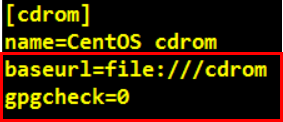 [cdrom]
name=CentOS cdrom
baseurl=file:///cdrom
gpgcheck=0